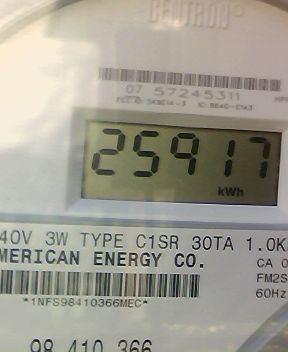 CENTRON®
07 57245311
25917
kWh
40V 3W TYPE C1SR 30TA 1.0K
MERICAN ENERGY CO.
CA 0
FM2S
*1NFS98410366MEC*
60Hz
98 410 366